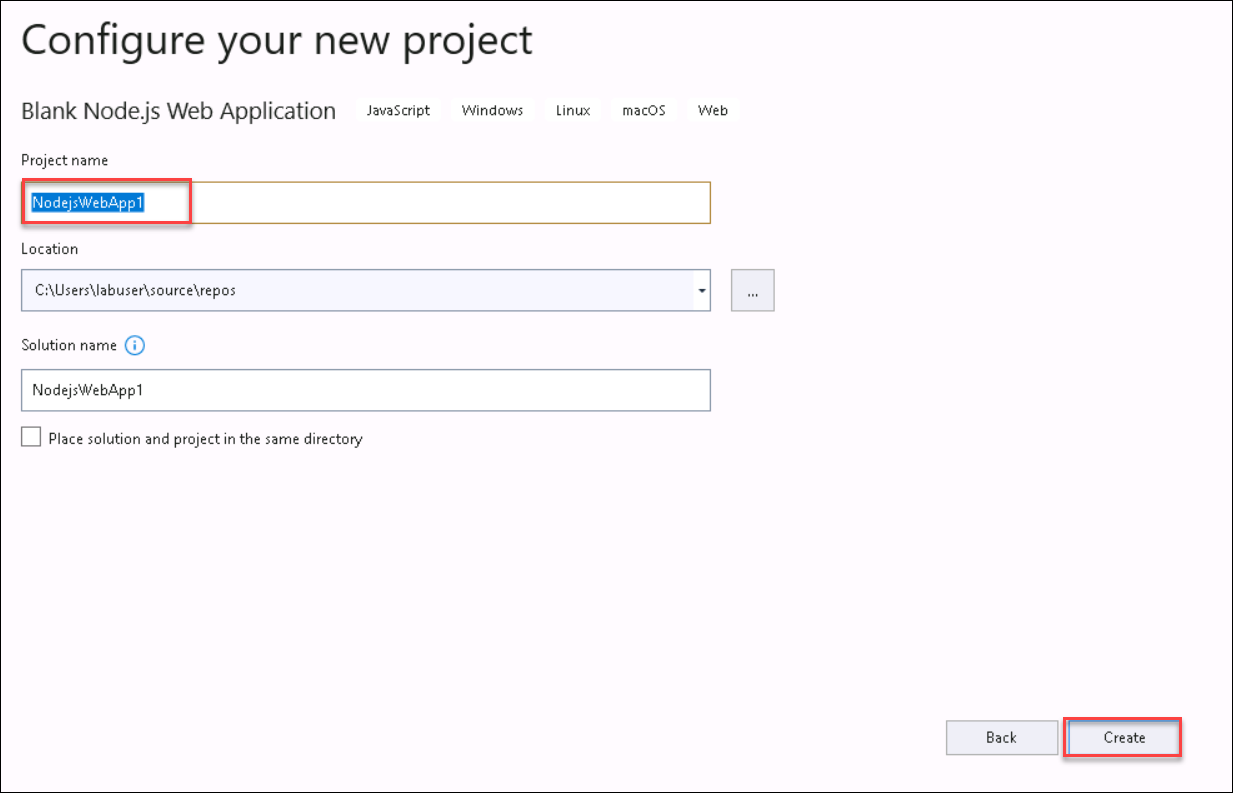 Configure your new project
Blank Node.js Web Application JavaScript Windows Linux macOS Web
Project name
NodejsWebApp1
Location
C:\Users\labuser\source\repos
...
Solution name
NodejsWebApp1
Place solution and project in the same directory
Back Create